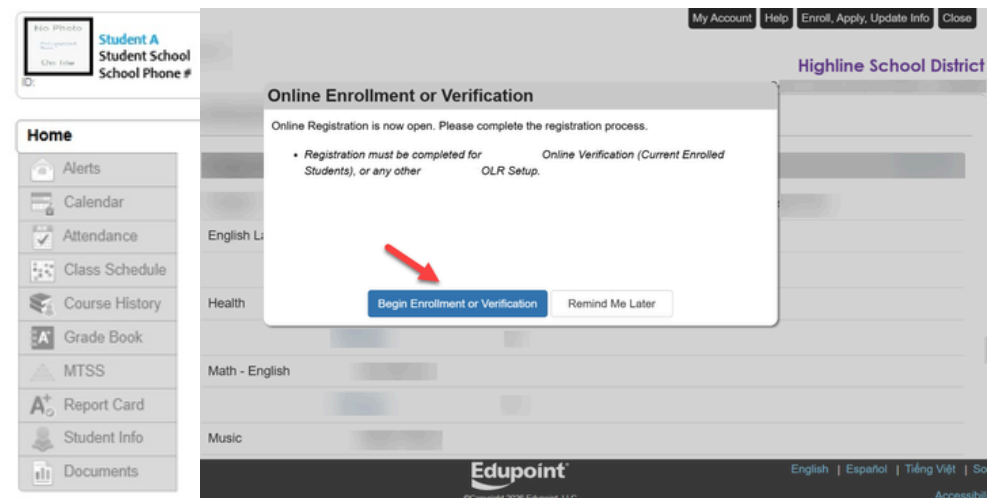 My Account Help Enroll, Apply, Update Info Close
No Photo
On file
Student A
Student School
School Phone #
ID:
Highline School District
Online Enrollment or Verification
Online Registration is now open. Please complete the registration process.
• Registration must be completed for Online Verification (Current Enrolled
Students), or any other OLR Setup.
Begin Enrollment or Verification Remind Me Later
Home
Alerts
Calendar
Attendance
Class Schedule
Course History
Grade Book
MTSS
Report Card
Student Info
Documents
English La
Health
Math - English
Music
Edupoint
English | Español | Tiếng Việt | So
Accessibil